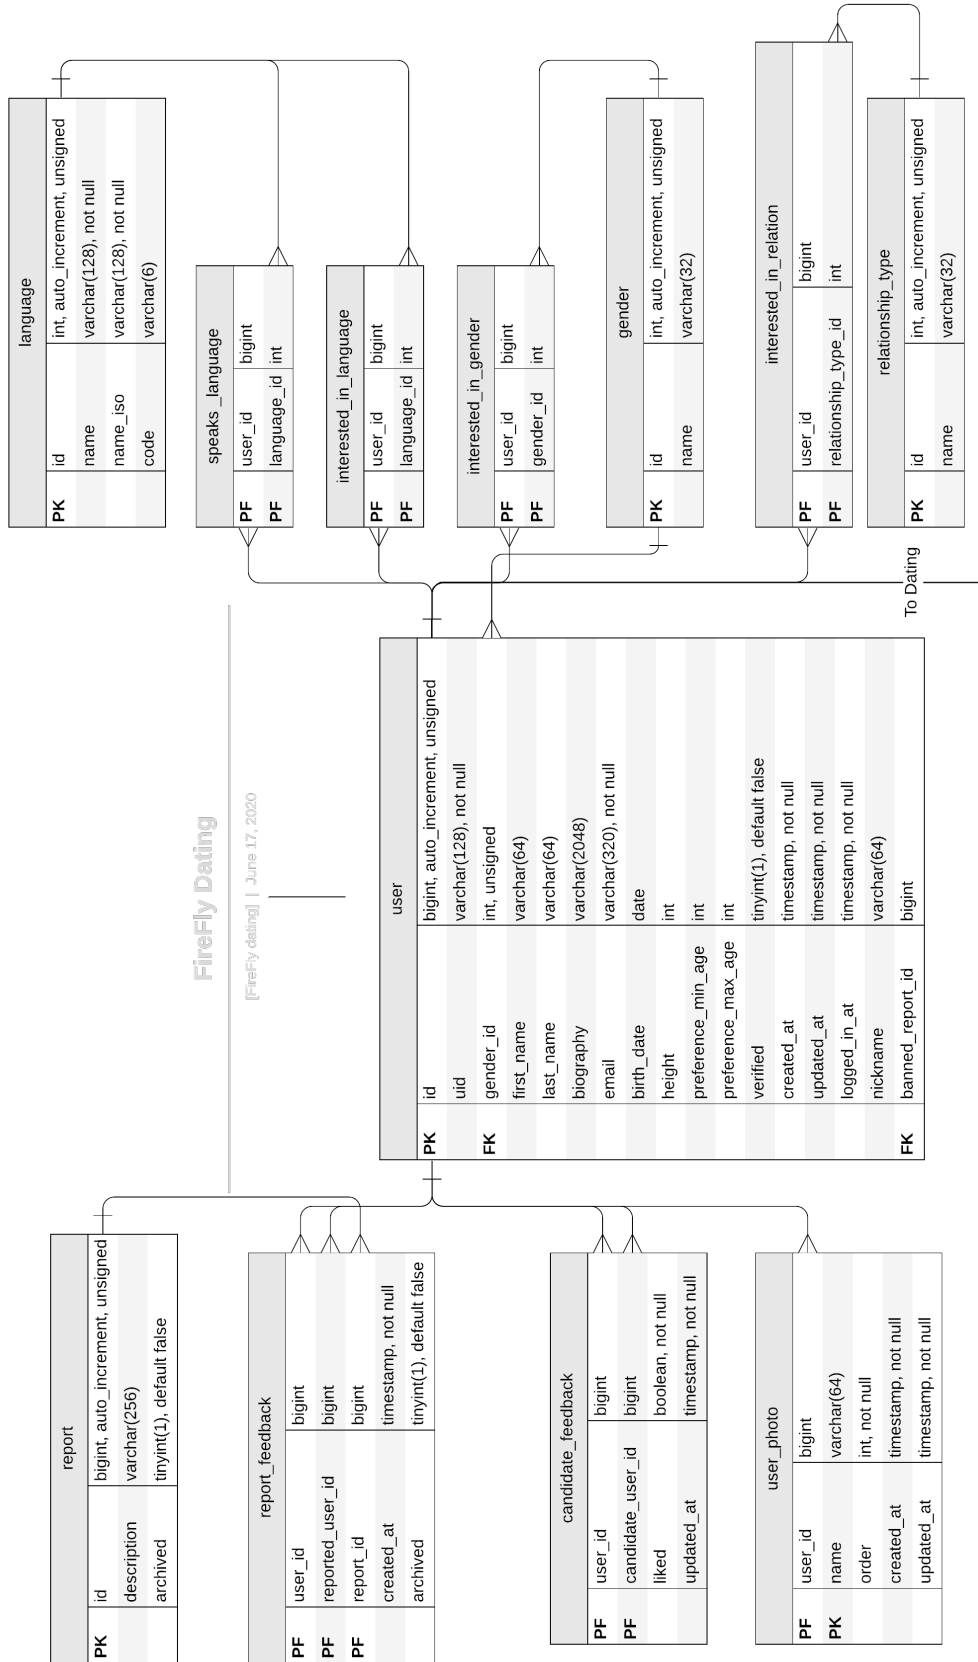 FireFly Dating
[FireFly dating] | June 17, 2020
report
PK id bigint, auto_increment, unsigned
description varchar(256)
archived tinyint(1), default false
report_feedback
PF user_id bigint
PF reported_user_id bigint
PF report_id bigint
created_at timestamp, not null
archived tinyint(1), default false
candidate_feedback
PF user_id bigint
PF candidate_user_id bigint
liked boolean, not null
updated_at timestamp, not null
user_photo
PF user_id bigint
PK name varchar(64)
order int, not null
created_at timestamp, not null
updated_at timestamp, not null
user
PK id bigint, auto_increment, unsigned
uid varchar(128), not null
FK gender_id int, unsigned
first_name varchar(64)
last_name varchar(64)
biography varchar(2048)
email varchar(320), not null
birth_date date
height int
preference_min_age int
preference_max_age int
verified tinyint(1), default false
created_at timestamp, not null
updated_at timestamp, not null
logged_in_at timestamp, not null
nickname varchar(64)
FK banned_report_id bigint
To Dating
language
PK id int, auto_increment, unsigned
name varchar(128), not null
name_iso varchar(128), not null
code varchar(6)
speaks _language
PF user_id bigint
PF language_id int
interested_in_language
PF user_id bigint
PF language_id int
interested_in_gender
PF user_id bigint
PF gender_id int
gender
PK id int, auto_increment, unsigned
name varchar(32)
interested_in_relation
PF user_id bigint
PF relationship_type_id int
relationship_type
PK id int, auto_increment, unsigned
name varchar(32)